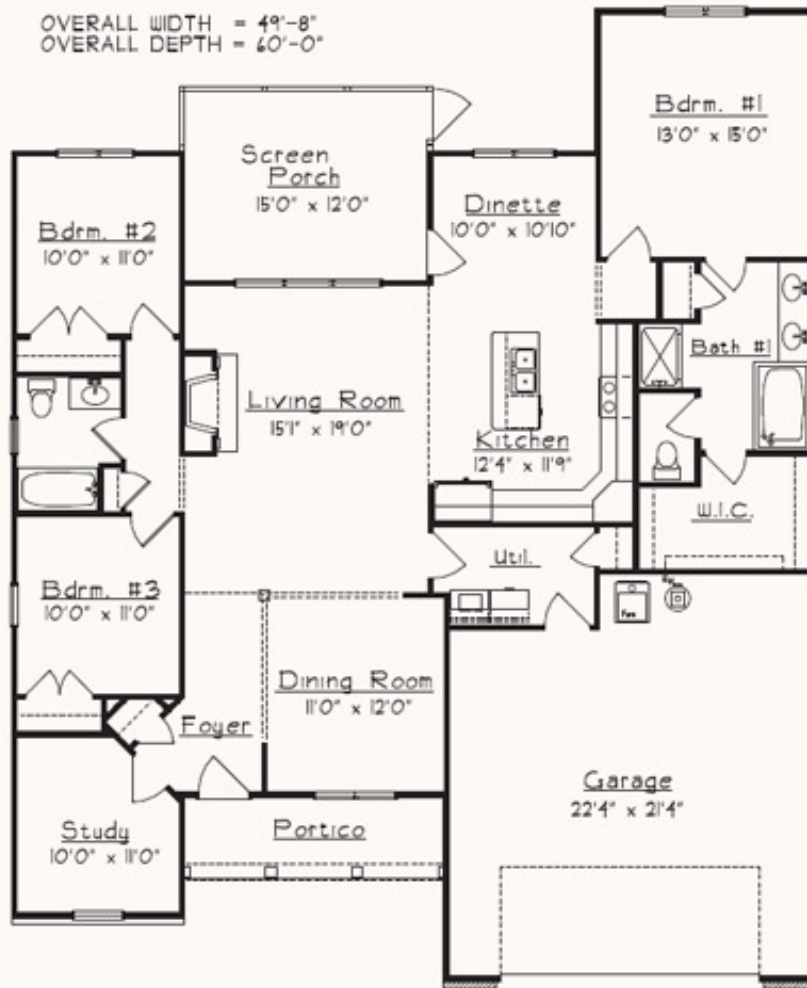 OVERALL WIDTH = 49'-8"
OVERALL DEPTH = 60'-0"
Bdrm. #1
13'0" x 15'0"
Screen
Porch
15'0" x 12'0"
Dinette
10'0" x 10'10"
Bdrm. #2
10'0" x 11'0"
Bath #1
Living Room
15'1" x 19'0"
Kitchen
12'4" x 11'9"
W.I.C.
Util.
Bdrm. #3
10'0" x 11'0"
Dining Room
11'0" x 12'0"
Foyer
Garage
22'4" x 21'4"
Study
10'0" x 11'0"
Portico